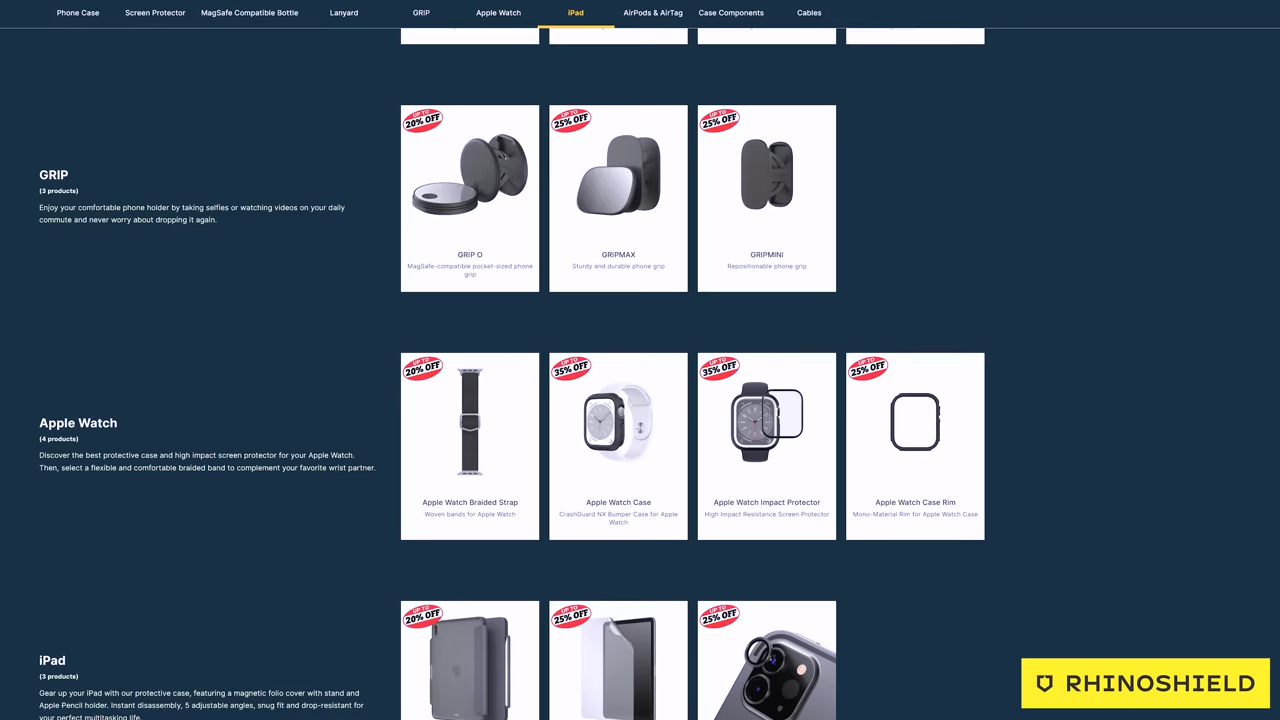 Phone Case Screen Protector MagSafe Compatible Bottle Lanyard GRIP Apple Watch iPad AirPods & AirTag Case Components Cables
GRIP
(3 products)
Enjoy your comfortable phone holder by taking selfies or watching videos on your daily
commute and never worry about dropping it again.
UP TO
20% OFF
GRIP O
MagSafe-compatible pocket-sized phone
grip
UP TO
25% OFF
GRIPMAX
Sturdy and durable phone grip
UP TO
25% OFF
GRIPMINI
Repositionable phone grip
Apple Watch
(4 products)
Discover the best protective case and high impact screen protector for your Apple Watch.
Then, select a flexible and comfortable braided band to complement your favorite wrist partner.
UP TO
20% OFF
Apple Watch Braided Strap
Woven bands for Apple Watch
UP TO
35% OFF
Apple Watch Case
CrashGuard NX Bumper Case for Apple
Watch
UP TO
35% OFF
Apple Watch Impact Protector
High Impact Resistance Screen Protector
UP TO
25% OFF
Apple Watch Case Rim
Mono-Material Rim for Apple Watch Case
iPad
(3 products)
Gear up your iPad with our protective case, featuring a magnetic folio cover with stand and
Apple Pencil holder. Instant disassembly, 5 adjustable angles, snug fit and drop-resistant for
your perfect multitasking life.
UP TO
20% OFF
UP TO
25% OFF
UP TO
25% OFF
RHINOSHIELD